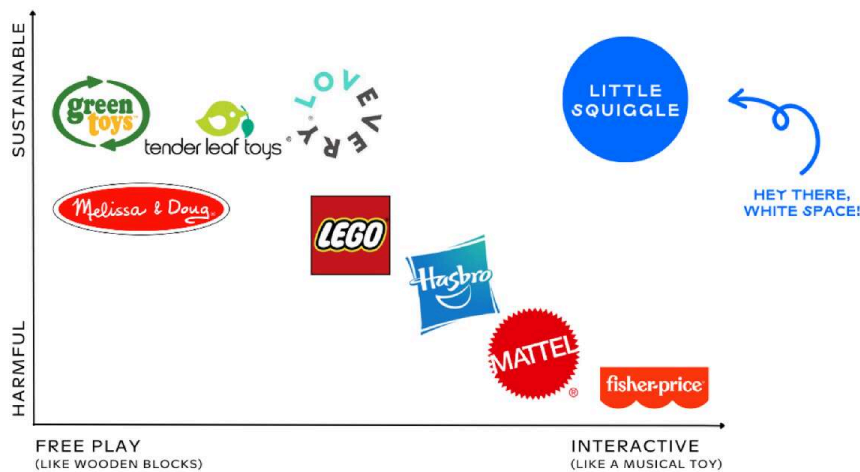 SUSTAINABLE
HARMFUL
green
toys™
tender leaf toys®
LOVEVERY®
LITTLE
SQUIGGLE
HEY THERE,
WHITE SPACE!
Melissa & Doug®
LEGO
Hasbro
MATTEL
®
fisher-price®
FREE PLAY
(LIKE WOODEN BLOCKS)
INTERACTIVE
(LIKE A MUSICAL TOY)